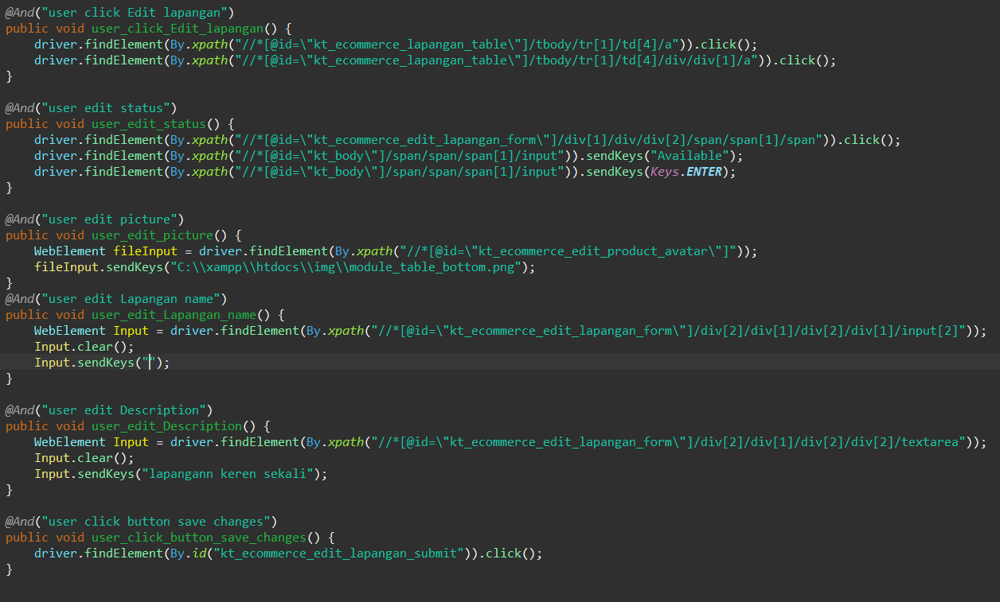 @And("user click Edit lapangan")
public void user_click_Edit_lapangan() {
    driver.findElement(By.xpath("//*[@id=\"kt_ecommerce_lapangan_table\"]/tbody/tr[1]/td[4]/a")).click();
    driver.findElement(By.xpath("//*[@id=\"kt_ecommerce_lapangan_table\"]/tbody/tr[1]/td[4]/div/div[1]/a")).click();
}

@And("user edit status")
public void user_edit_status() {
    driver.findElement(By.xpath("//*[@id=\"kt_ecommerce_edit_lapangan_form\"]/div[1]/div/div[2]/span/span[1]/span")).click();
    driver.findElement(By.xpath("//*[@id=\"kt_body\"]/span/span/span[1]/input")).sendKeys("Available");
    driver.findElement(By.xpath("//*[@id=\"kt_body\"]/span/span/span[1]/input")).sendKeys(Keys.ENTER);
}

@And("user edit picture")
public void user_edit_picture() {
    WebElement fileInput = driver.findElement(By.xpath("//*[@id=\"kt_ecommerce_edit_product_avatar\"]"));
    fileInput.sendKeys("C:\\xampp\\htdocs\\img\\module_table_bottom.png");
}
@And("user edit Lapangan name")
public void user_edit_Lapangan_name() {
    WebElement Input = driver.findElement(By.xpath("//*[@id=\"kt_ecommerce_edit_lapangan_form\"]/div[2]/div[1]/div[2]/div[1]/input[2]"));
    Input.clear();
    Input.sendKeys("");
}

@And("user edit Description")
public void user_edit_Description() {
    WebElement Input = driver.findElement(By.xpath("//*[@id=\"kt_ecommerce_edit_lapangan_form\"]/div[2]/div[1]/div[2]/div[2]/textarea"));
    Input.clear();
    Input.sendKeys("lapangann keren sekali");
}

@And("user click button save changes")
public void user_click_button_save_changes() {
    driver.findElement(By.id("kt_ecommerce_edit_lapangan_submit")).click();
}